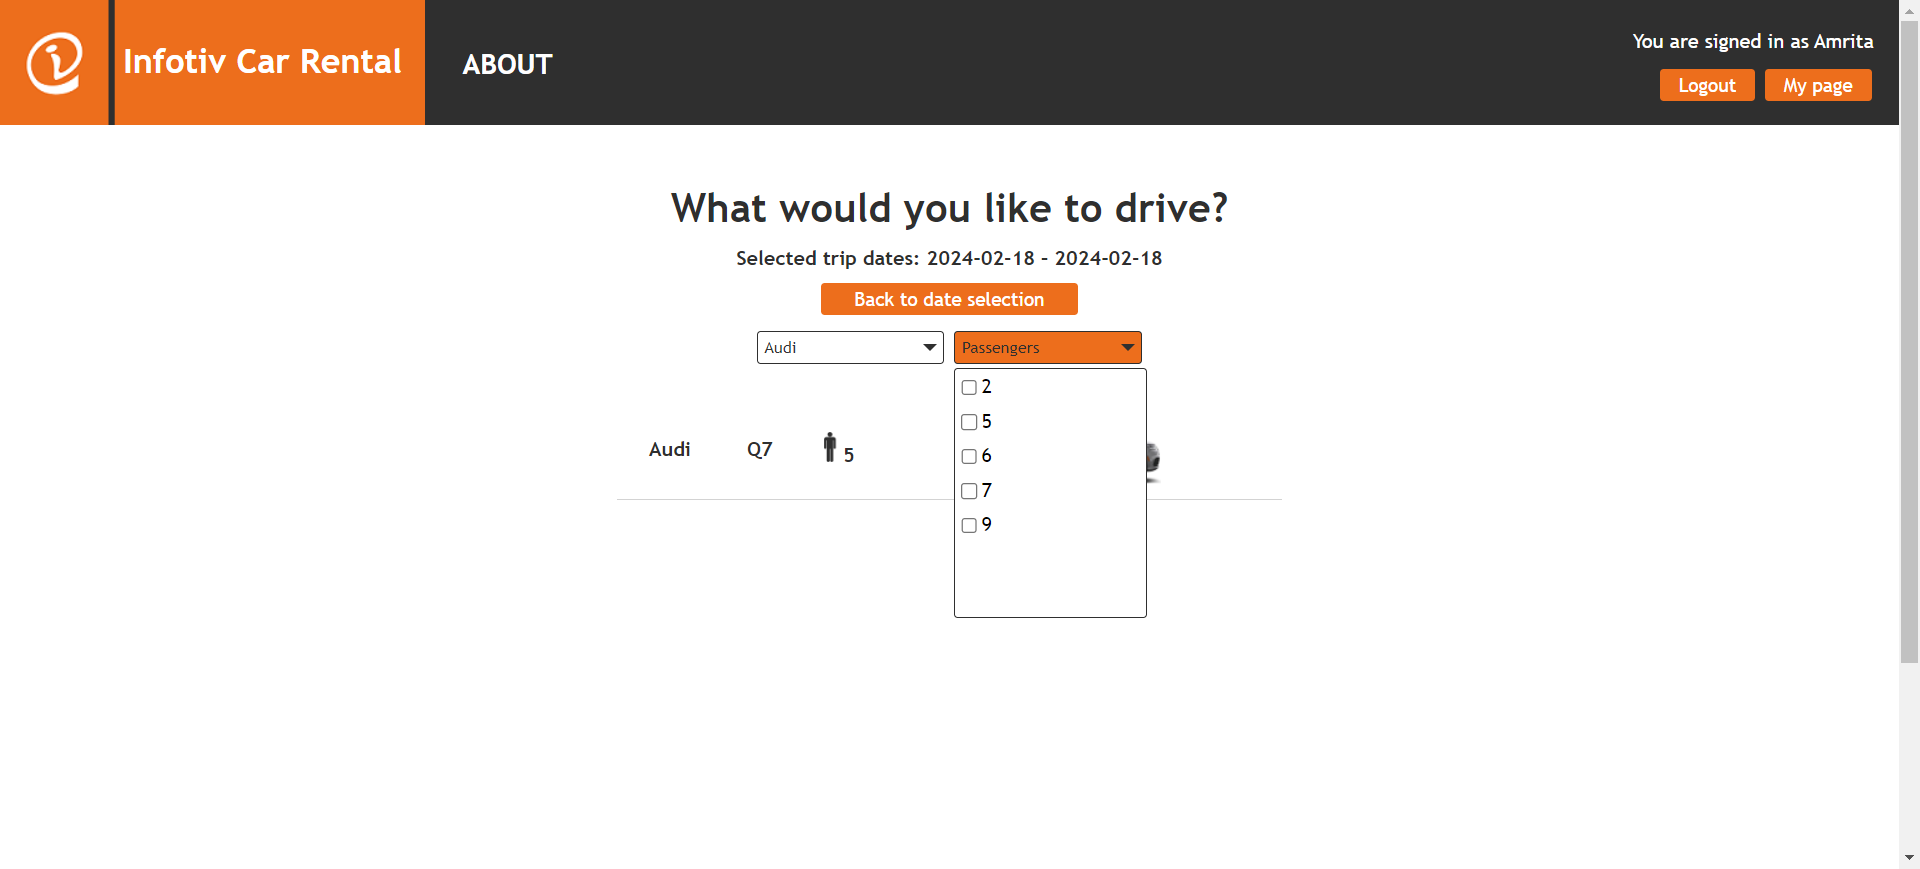 Infotiv Car Rental
ABOUT
You are signed in as Amrita
Logout
My page
What would you like to drive?
Selected trip dates: 2024-02-18 - 2024-02-18
Back to date selection
Audi
Passengers
2
5
6
7
9
Audi
Q7
5